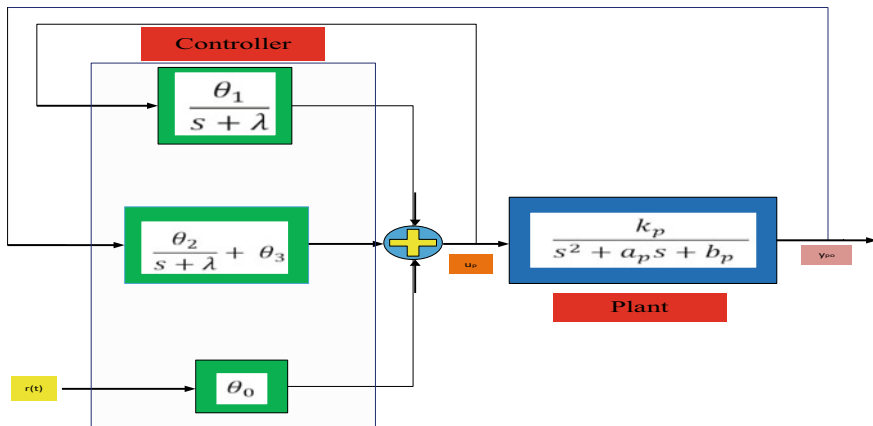 Controller
θ₁
s + λ
θ₂
s + λ + θ₃
kₚ
s² + aₚs + bₚ
uₚ
yₚₒ
Plant
r(t)
θ₀